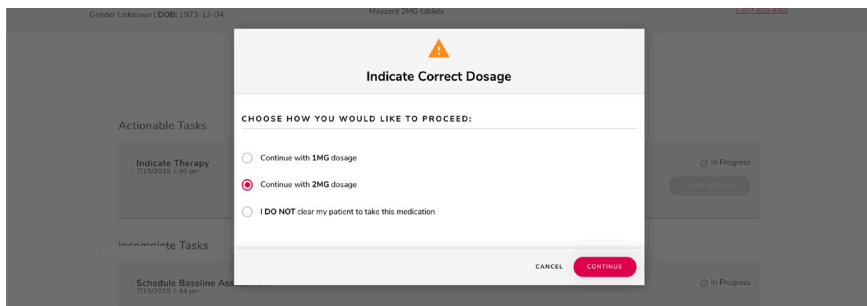 Gender Unknown | DOB: 1973-12-04
Mayzent 2MG tablets
Indicate Correct Dosage
CHOOSE HOW YOU WOULD LIKE TO PROCEED:
Continue with 1MG dosage
Continue with 2MG dosage
I DO NOT clear my patient to take this medication
CANCEL
CONTINUE
Actionable Tasks
Indicate Therapy
7/15/2019 1:40 pm
In Progress
CLEAR PATIENT
Incomplete Tasks
Schedule Baseline
7/15/2019 1:44 pm
In Progress